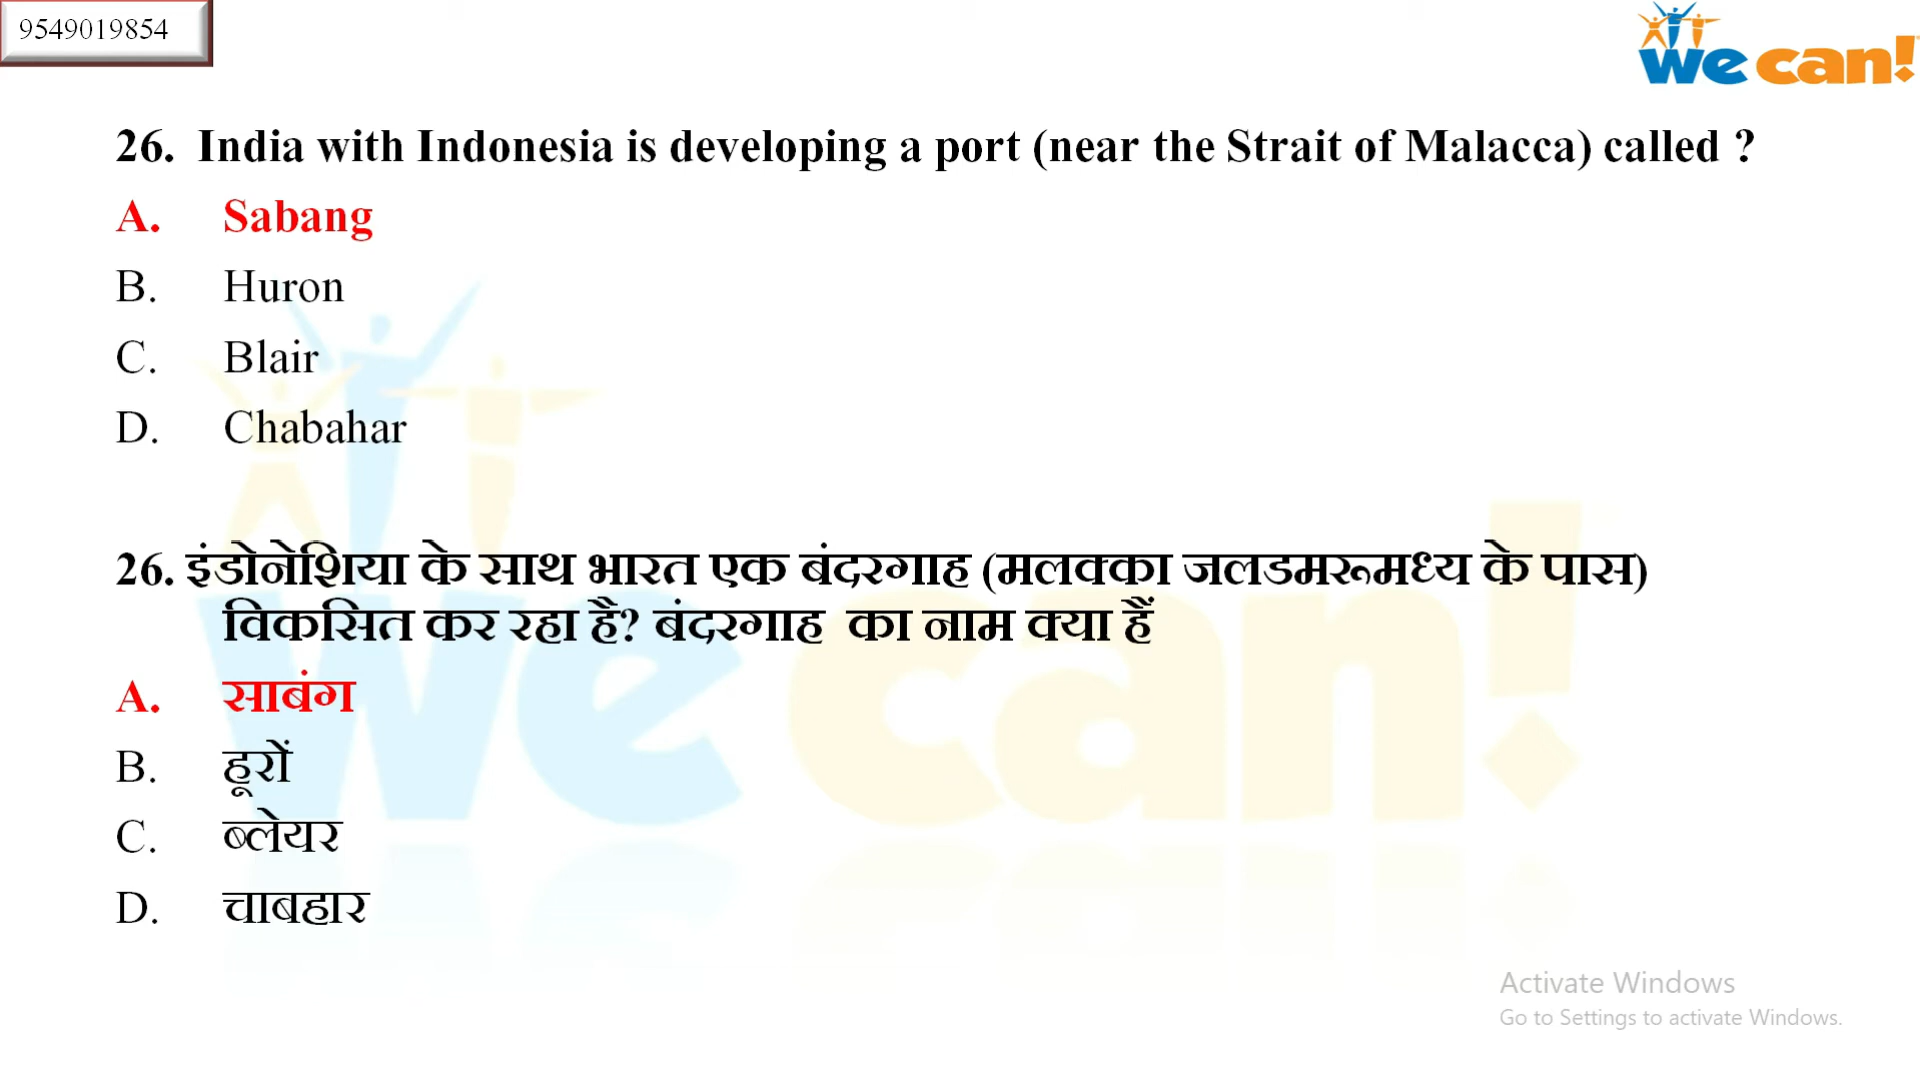 9549019854
we can!
26. India with Indonesia is developing a port (near the Strait of Malacca) called ?
A. Sabang
B. Huron
C. Blair
D. Chabahar
26. इंडोनेशिया के साथ भारत एक बंदरगाह (मलक्का जलडमरूमध्य के पास)
विकसित कर रहा है? बंदरगाह का नाम क्या हैं
A. साबंग
B. हूरों
C. ब्लेयर
D. चाबहार
we can!
Activate Windows
Go to Settings to activate Windows.